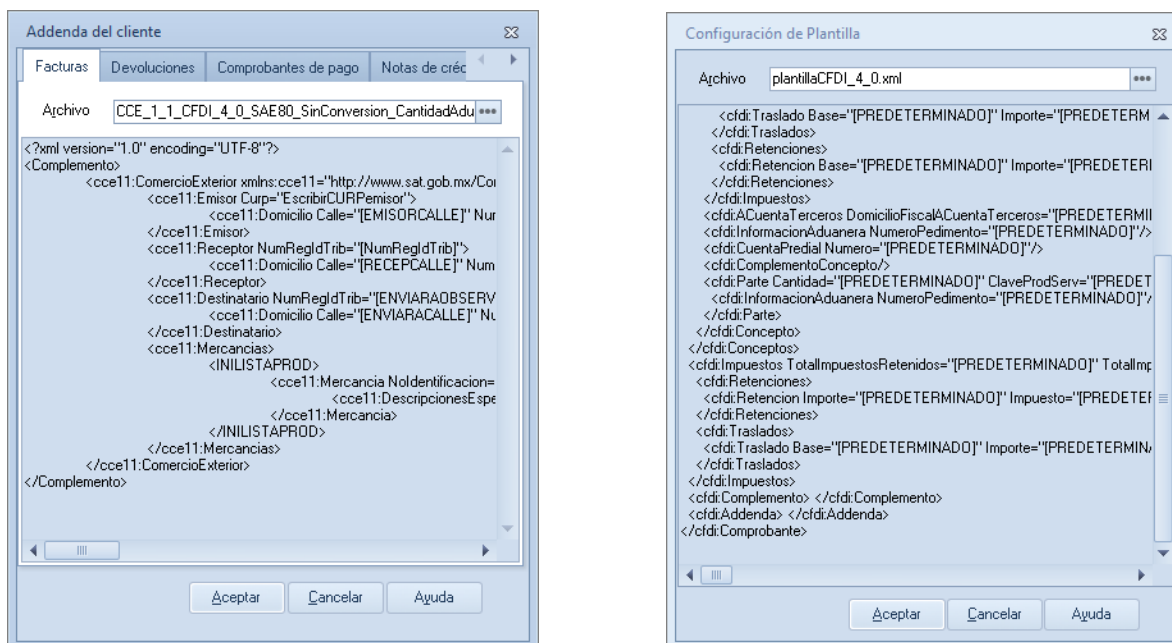 Addenda del cliente
Facturas Devoluciones Comprobantes de pago Notas de créc
Archivo CCE_1_1_CFDI_4_0_SAE80_SinConversion_CantidadAdu
<?xml version="1.0" encoding="UTF-8"?>
<Complemento>
<cce11:ComercioExterior xmlns:cce11="http://www.sat.gob.mx/Co
<cce11:Emisor Curp="EscribirCURPemisor">
<cce11:Domicilio Calle="[EMISORCALLE]" Nur
</cce11:Emisor>
<cce11:Receptor NumRegIdTrib="[NumRegIdTrib]">
<cce11:Domicilio Calle="[RECEPCALLE]" Num
</cce11:Receptor>
<cce11:Destinatario NumRegIdTrib="[ENVIARAOBSERV
<cce11:Domicilio Calle="[ENVIARACALLE]" Nu
</cce11:Destinatario>
<cce11:Mercancias>
<INILISTAPROD>
<cce11:Mercancia NoIdentificacion=
<cce11:DescripcionesEspe
</cce11:Mercancia>
</INILISTAPROD>
</cce11:Mercancias>
</cce11:ComercioExterior>
</Complemento>
Aceptar Cancelar Ayuda
Configuración de Plantilla
Archivo plantillaCFDI_4_0.xml
<cfdi:Traslado Base="[PREDETERMINADO]" Importe="[PREDETERM
</cfdi:Traslados>
<cfdi:Retenciones>
<cfdi:Retencion Base="[PREDETERMINADO]" Importe="[PREDETERI
</cfdi:Retenciones>
</cfdi:Impuestos>
<cfdi:ACuentaTerceros DomicilioFiscalACuentaTerceros="[PREDETERMI
<cfdi:InformacionAduanera NumeroPedimento="[PREDETERMINADO]"/>
<cfdi:CuentaPredial Numero="[PREDETERMINADO]"/>
<cfdi:ComplementoConcepto/>
<cfdi:Parte Cantidad="[PREDETERMINADO]" ClaveProdServ="[PREDET
<cfdi:InformacionAduanera NumeroPedimento="[PREDETERMINADO]"/
</cfdi:Parte>
</cfdi:Concepto>
</cfdi:Conceptos>
<cfdi:Impuestos TotalImpuestosRetenidos="[PREDETERMINADO]" TotalImp
<cfdi:Retenciones>
<cfdi:Retencion Importe="[PREDETERMINADO]" Impuesto="[PREDETER
</cfdi:Retenciones>
<cfdi:Traslados>
<cfdi:Traslado Base="[PREDETERMINADO]" Importe="[PREDETERMIN
</cfdi:Traslados>
</cfdi:Impuestos>
<cfdi:Complemento> </cfdi:Complemento>
<cfdi:Addenda> </cfdi:Addenda>
</cfdi:Comprobante>
Aceptar Cancelar Ayuda